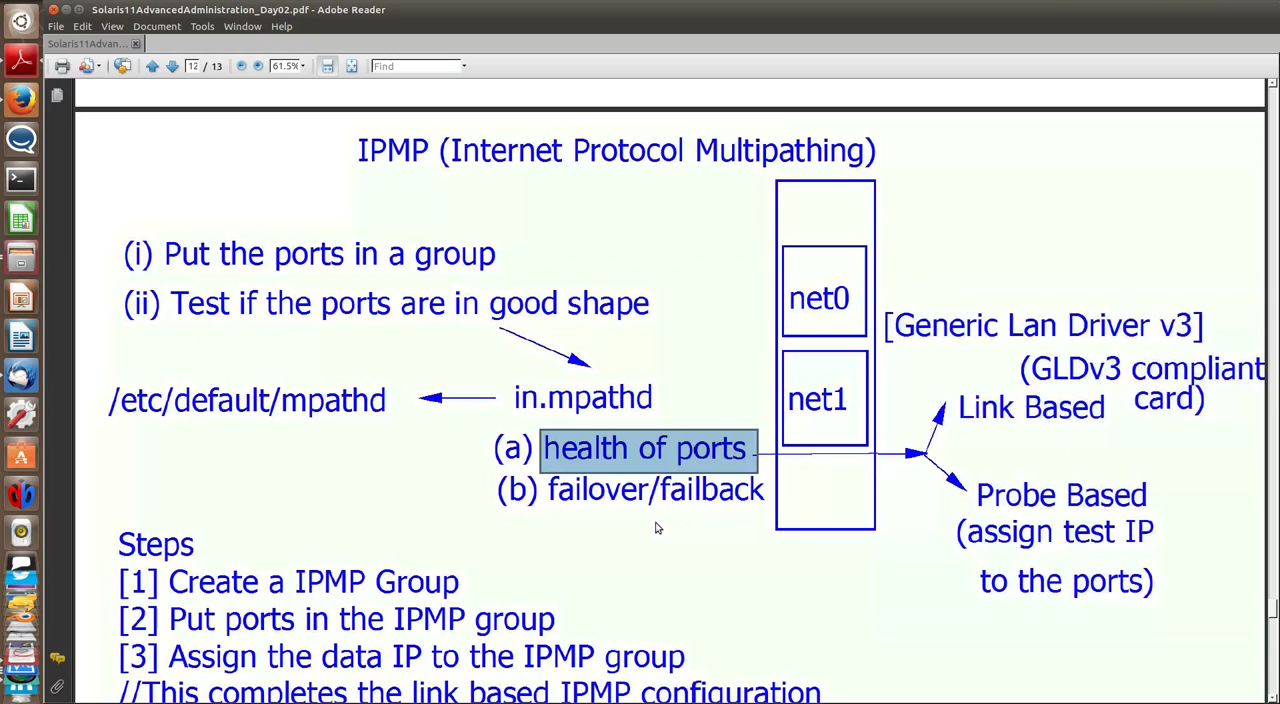 Solaris11AdvancedAdministration_Day02.pdf - Adobe Reader
File Edit View Document Tools Window Help
Solaris11Advan...
12 / 13 61.5% Find
IPMP (Internet Protocol Multipathing)
(i) Put the ports in a group
(ii) Test if the ports are in good shape
net0
[Generic Lan Driver v3]
(GLDv3 compliant
card)
/etc/default/mpathd
in.mpathd
net1
Link Based
(a) health of ports
(b) failover/failback
Probe Based
(assign test IP
to the ports)
Steps
[1] Create a IPMP Group
[2] Put ports in the IPMP group
[3] Assign the data IP to the IPMP group
//This completes the link based IPMP configuration